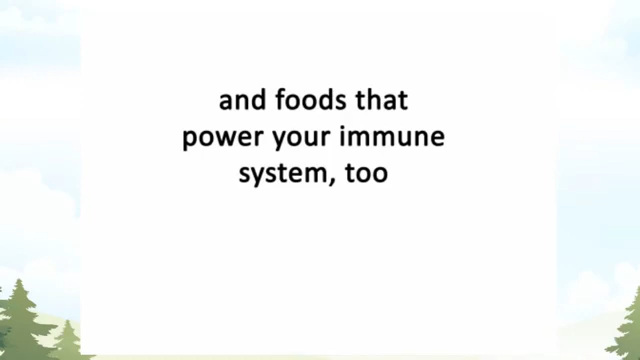 and foods that
power your immune
system, too